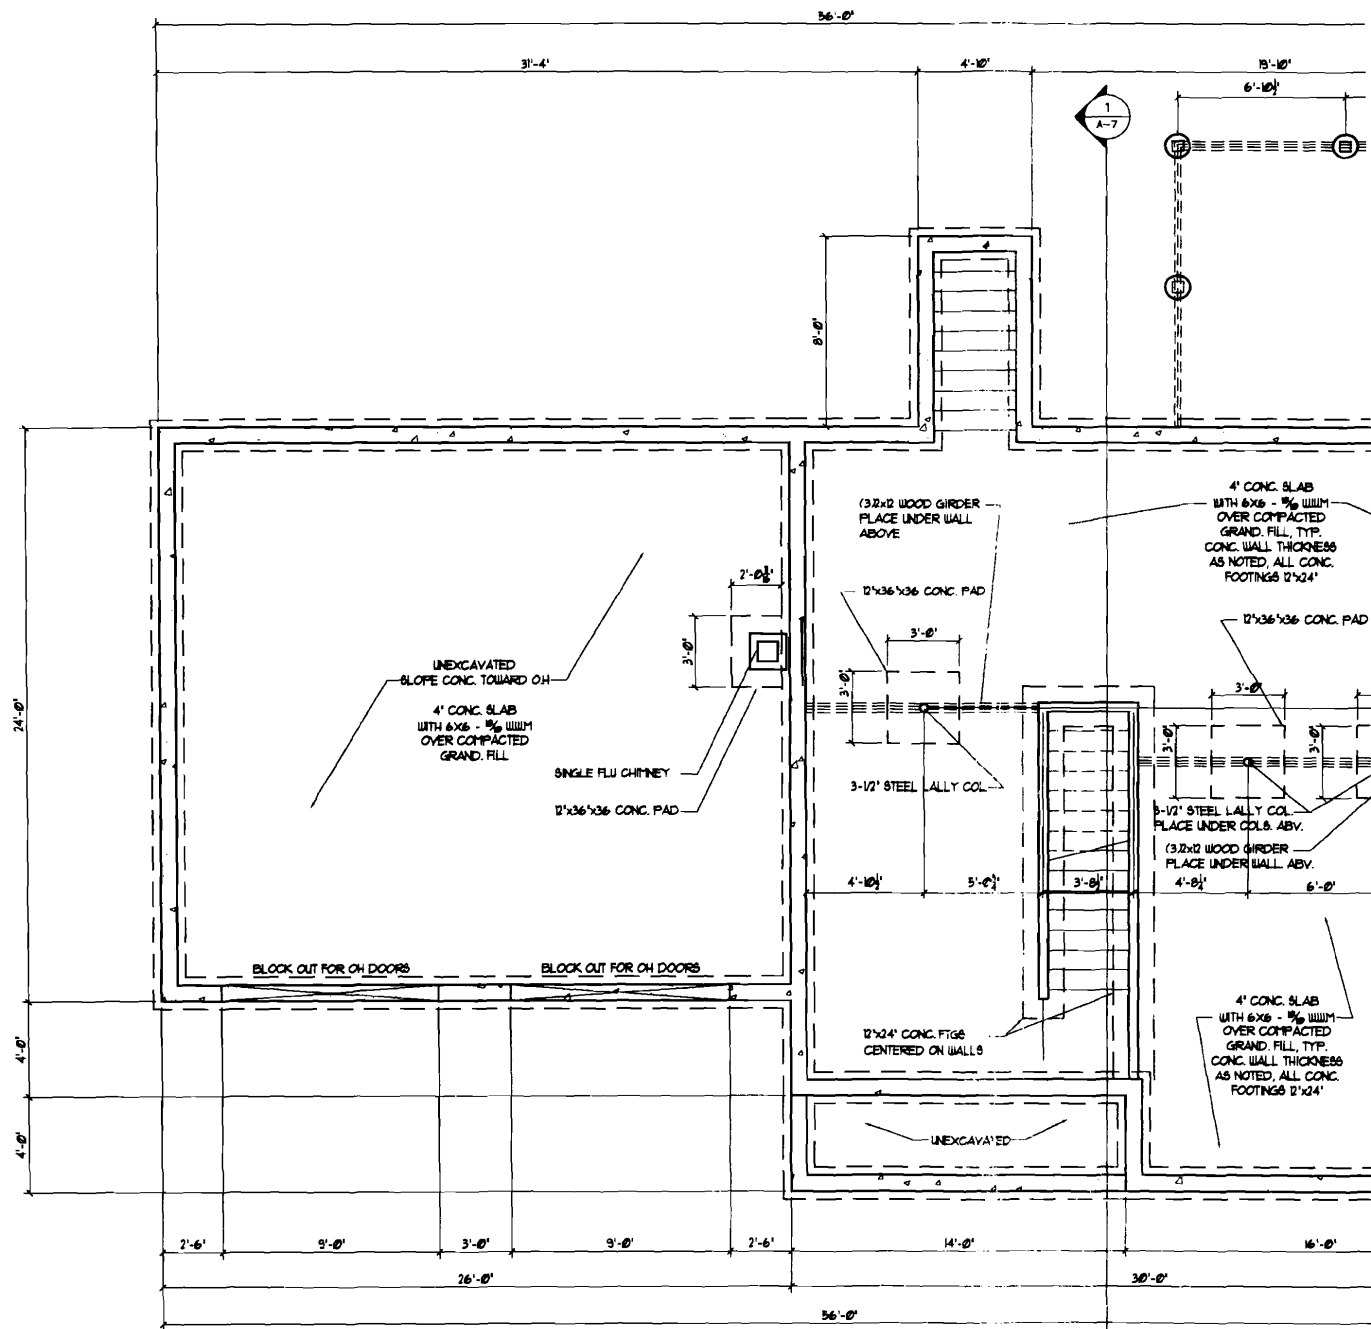 36'-0"
31'-4"
4'-10"
19'-10"
6'-10½"
1
A-7
8'-0"
(3)2x12 WOOD GIRDER
PLACE UNDER WALL
ABOVE
4" CONC. SLAB
WITH 6X6 - 10/10 WWM
OVER COMPACTED
GRAND. FILL, TYP.
CONC. WALL THICKNESS
AS NOTED, ALL CONC.
FOOTINGS 12"x24"
2'-0
12"x36"x36 CONC. PAD
12"x36"x36 CONC. PAD
3'-0"
3'-0"
3'-0"
3'-0"
UNEXCAVATED
SLOPE CONC. TOWARD O.H
24'-0"
4" CONC. SLAB
WITH 6X6 - 10/10 WWM
OVER COMPACTED
GRAND. FILL
3'-0"
3'-0"
SINGLE FLU CHIMNEY
3-1/2" STEEL LALLY COL
12"x36"x36 CONC. PAD
3-1/2" STEEL LALLY COL.
PLACE UNDER COLS. ABV.
(3)2x12 WOOD GIRDER
PLACE UNDER WALL ABV.
4'-10½"
5'-0¾"
3'-8½"
4'-8¼"
6'-0"
BLOCK OUT FOR OH DOORS
BLOCK OUT FOR OH DOORS
4'-0"
12"x24" CONC. FTGS
CENTERED ON WALLS
4" CONC. SLAB
WITH 6X6 - 10/10 WWM
OVER COMPACTED
GRAND. FILL, TYP.
CONC. WALL THICKNESS
AS NOTED, ALL CONC.
FOOTINGS 12"x24"
4'-0"
UNEXCAVATED
2'-6"
9'-0"
3'-0"
9'-0"
2'-6"
14'-0"
16'-0"
26'-0"
30'-0"
36'-0"